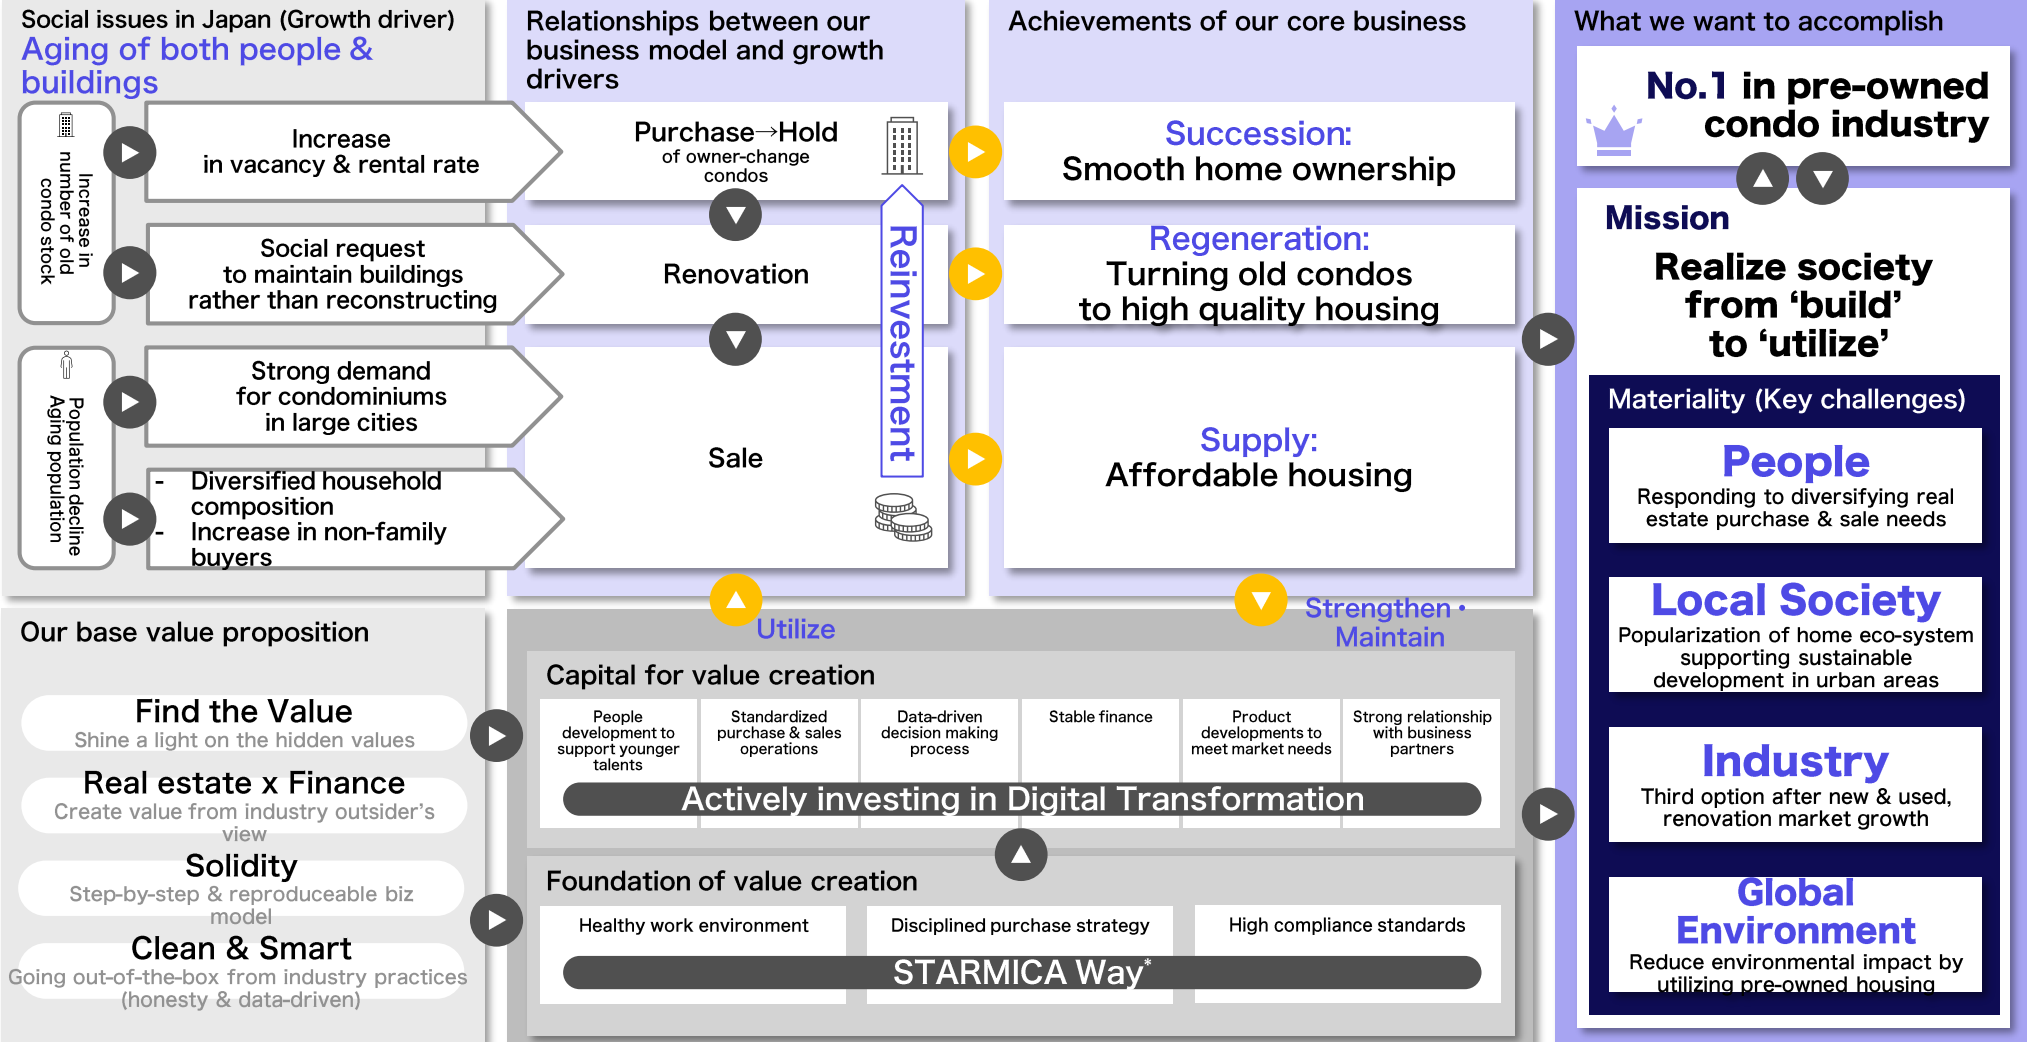 Social issues in Japan (Growth driver)
Aging of both people &
buildings
Increase in
number of old
condo stock
Increase
in vacancy & rental rate
Social request
to maintain buildings
rather than reconstructing
Population decline
Aging population
Strong demand
for condominiums
in large cities
- Diversified household
composition
- Increase in non-family
buyers
Relationships between our
business model and growth
drivers
Purchase→Hold
of owner-change
condos
Renovation
Sale
Reinvestment
Achievements of our core business
Succession:
Smooth home ownership
Regeneration:
Turning old condos
to high quality housing
Supply:
Affordable housing
What we want to accomplish
No.1 in pre-owned
condo industry
Mission
Realize society
from ‘build’
to ‘utilize’
Materiality (Key challenges)
People
Responding to diversifying real
estate purchase & sale needs
Local Society
Popularization of home eco-system
supporting sustainable
development in urban areas
Industry
Third option after new & used,
renovation market growth
Global
Environment
Reduce environmental impact by
utilizing pre-owned housing
Our base value proposition
Find the Value
Shine a light on the hidden values
Real estate x Finance
Create value from industry outsider’s
view
Solidity
Step-by-step & reproduceable biz
model
Clean & Smart
Going out-of-the-box from industry practices
(honesty & data-driven)
Utilize
Strengthen・
Maintain
Capital for value creation
People
development to
support younger
talents
Standardized
purchase & sales
operations
Data-driven
decision making
process
Stable finance
Product
developments to
meet market needs
Strong relationship
with business
partners
Actively investing in Digital Transformation
Foundation of value creation
Healthy work environment
Disciplined purchase strategy
High compliance standards
STARMICA Way*